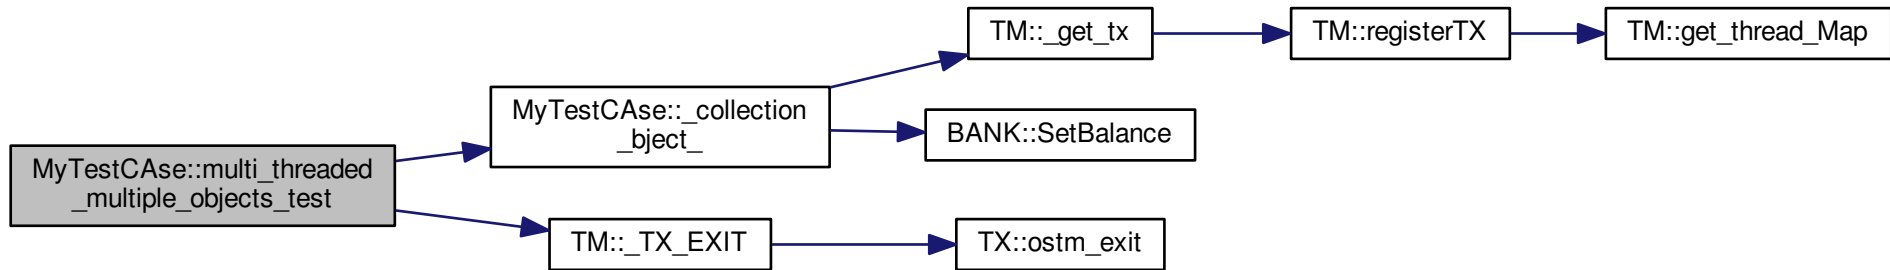 MyTestCAse::multi_threaded
_multiple_objects_test
MyTestCAse::_collection
_bject_
TM::_get_tx
TM::registerTX
TM::get_thread_Map
BANK::SetBalance
TM::_TX_EXIT
TX::ostm_exit